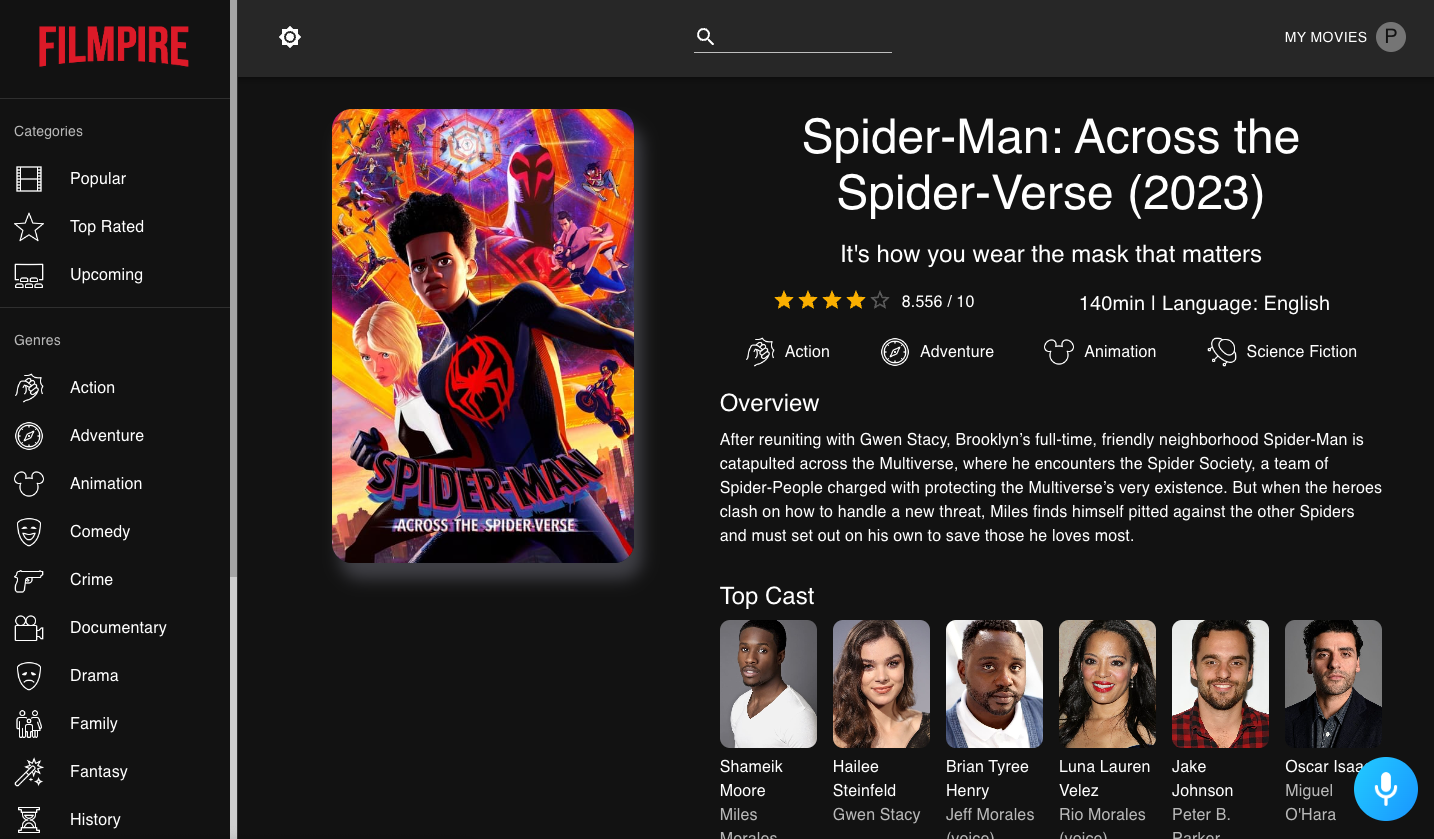 FILMPIRE
MY MOVIES P
Categories
Popular
Top Rated
Upcoming
Genres
Action
Adventure
Animation
Comedy
Crime
Documentary
Drama
Family
Fantasy
History
SPIDER-MAN
ACROSS THE SPIDER-VERSE
Spider-Man: Across the
Spider-Verse (2023)
It's how you wear the mask that matters
8.556 / 10
140min | Language: English
Action
Adventure
Animation
Science Fiction
Overview
After reuniting with Gwen Stacy, Brooklyn’s full-time, friendly neighborhood Spider-Man is
catapulted across the Multiverse, where he encounters the Spider Society, a team of
Spider-People charged with protecting the Multiverse’s very existence. But when the heroes
clash on how to handle a new threat, Miles finds himself pitted against the other Spiders
and must set out on his own to save those he loves most.
Top Cast
Shameik
Moore
Miles
Morales
Hailee
Steinfeld
Gwen Stacy
Brian Tyree
Henry
Jeff Morales
(voice)
Luna Lauren
Velez
Rio Morales
(voice)
Jake
Johnson
Peter B.
Parker
Oscar Isaac
Miguel
O'Hara